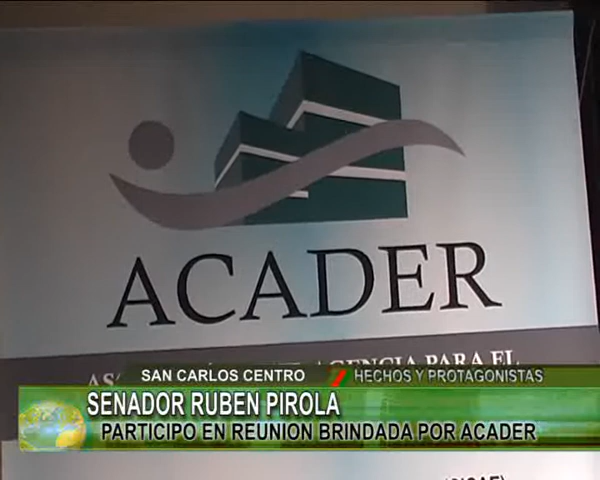 ACADER
AGENCIA PARA EL
SAN CARLOS CENTRO / HECHOS Y PROTAGONISTAS
SENADOR RUBEN PIROLA
PARTICIPO EN REUNION BRINDADA POR ACADER